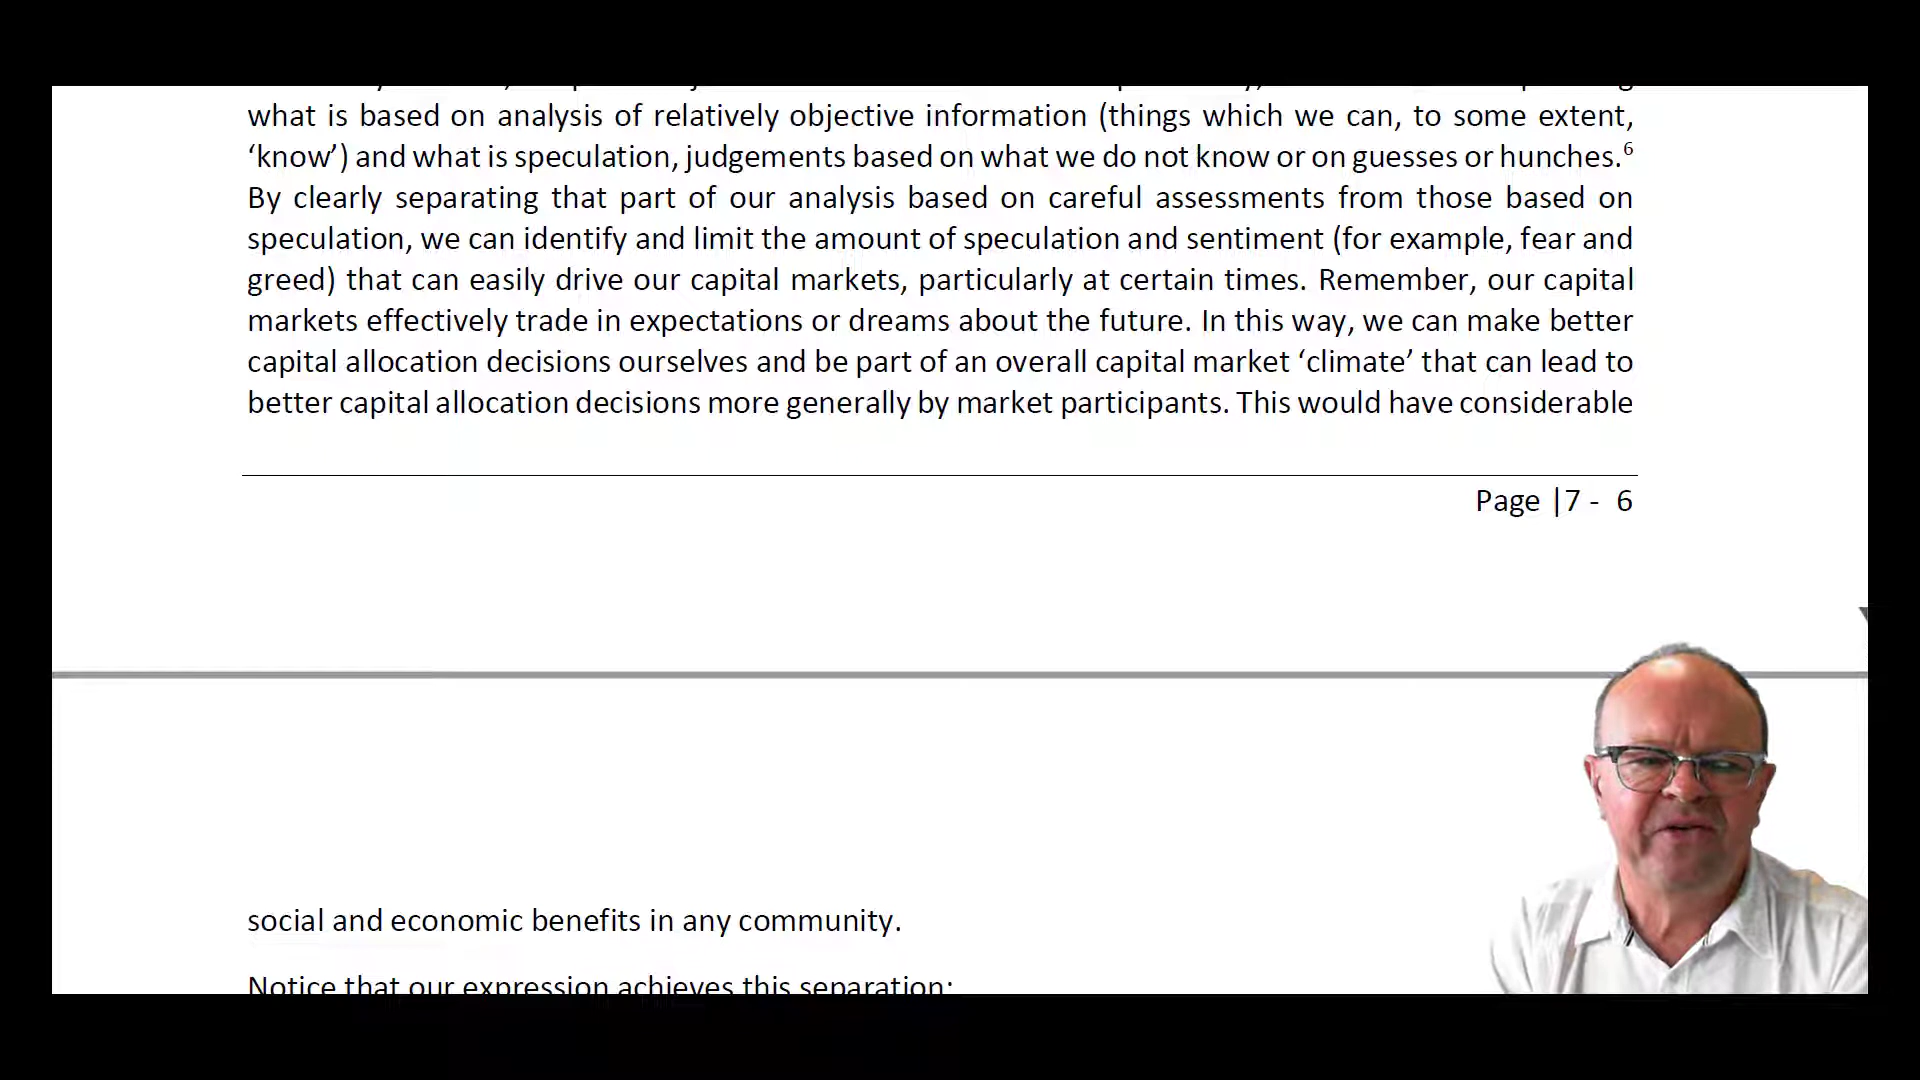 what is based on analysis of relatively objective information (things which we can, to some extent,
‘know’) and what is speculation, judgements based on what we do not know or on guesses or hunches.6
By clearly separating that part of our analysis based on careful assessments from those based on
speculation, we can identify and limit the amount of speculation and sentiment (for example, fear and
greed) that can easily drive our capital markets, particularly at certain times. Remember, our capital
markets effectively trade in expectations or dreams about the future. In this way, we can make better
capital allocation decisions ourselves and be part of an overall capital market ‘climate’ that can lead to
better capital allocation decisions more generally by market participants. This would have considerable
Page |7 - 6
social and economic benefits in any community.
Notice that our expression achieves this separation: